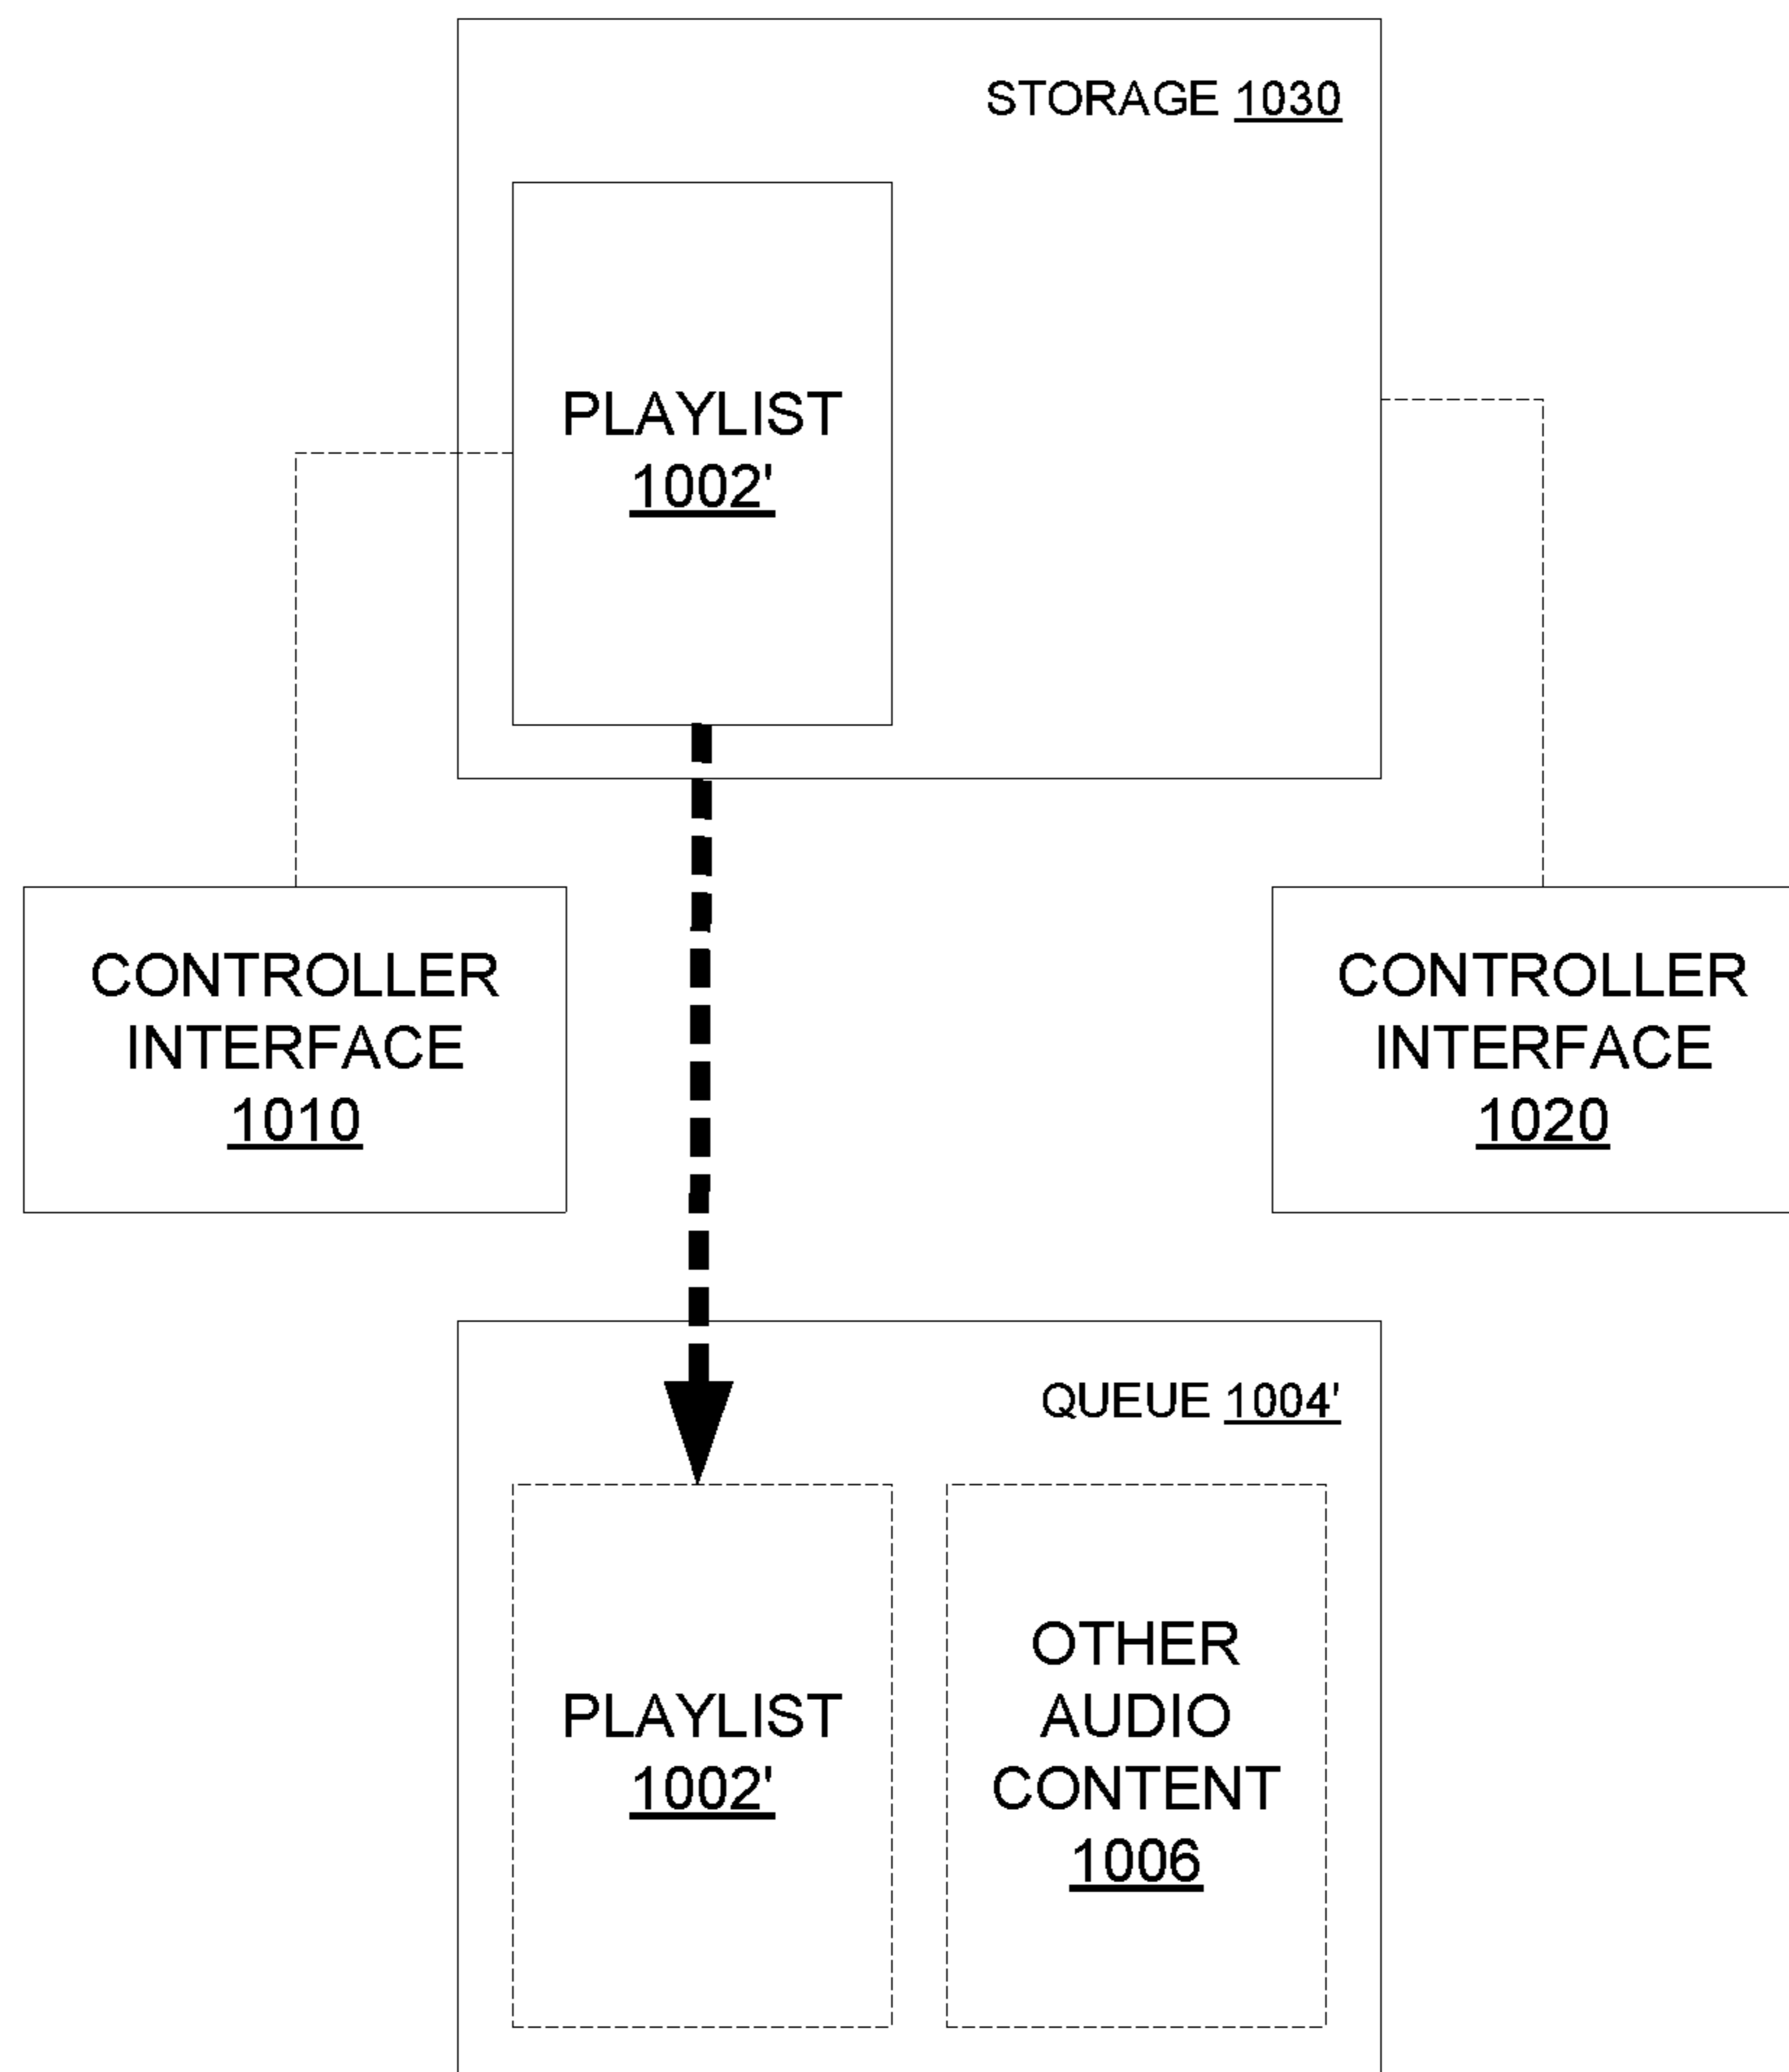 STORAGE 1030
PLAYLIST
1002'
CONTROLLER
INTERFACE
1010
CONTROLLER
INTERFACE
1020
QUEUE 1004'
PLAYLIST
1002'
OTHER
AUDIO
CONTENT
1006